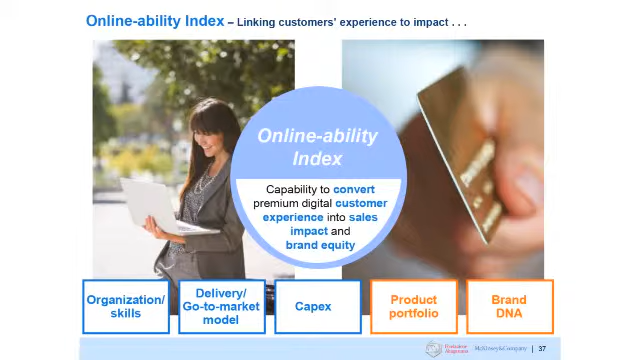 Online-ability Index – Linking customers' experience to impact . . .
Online-ability
Index
Capability to convert
premium digital customer
experience into sales
impact and
brand equity
Organization/
skills
Delivery/
Go-to-market
model
Capex
Product
portfolio
Brand
DNA
McKinsey&Company | 37